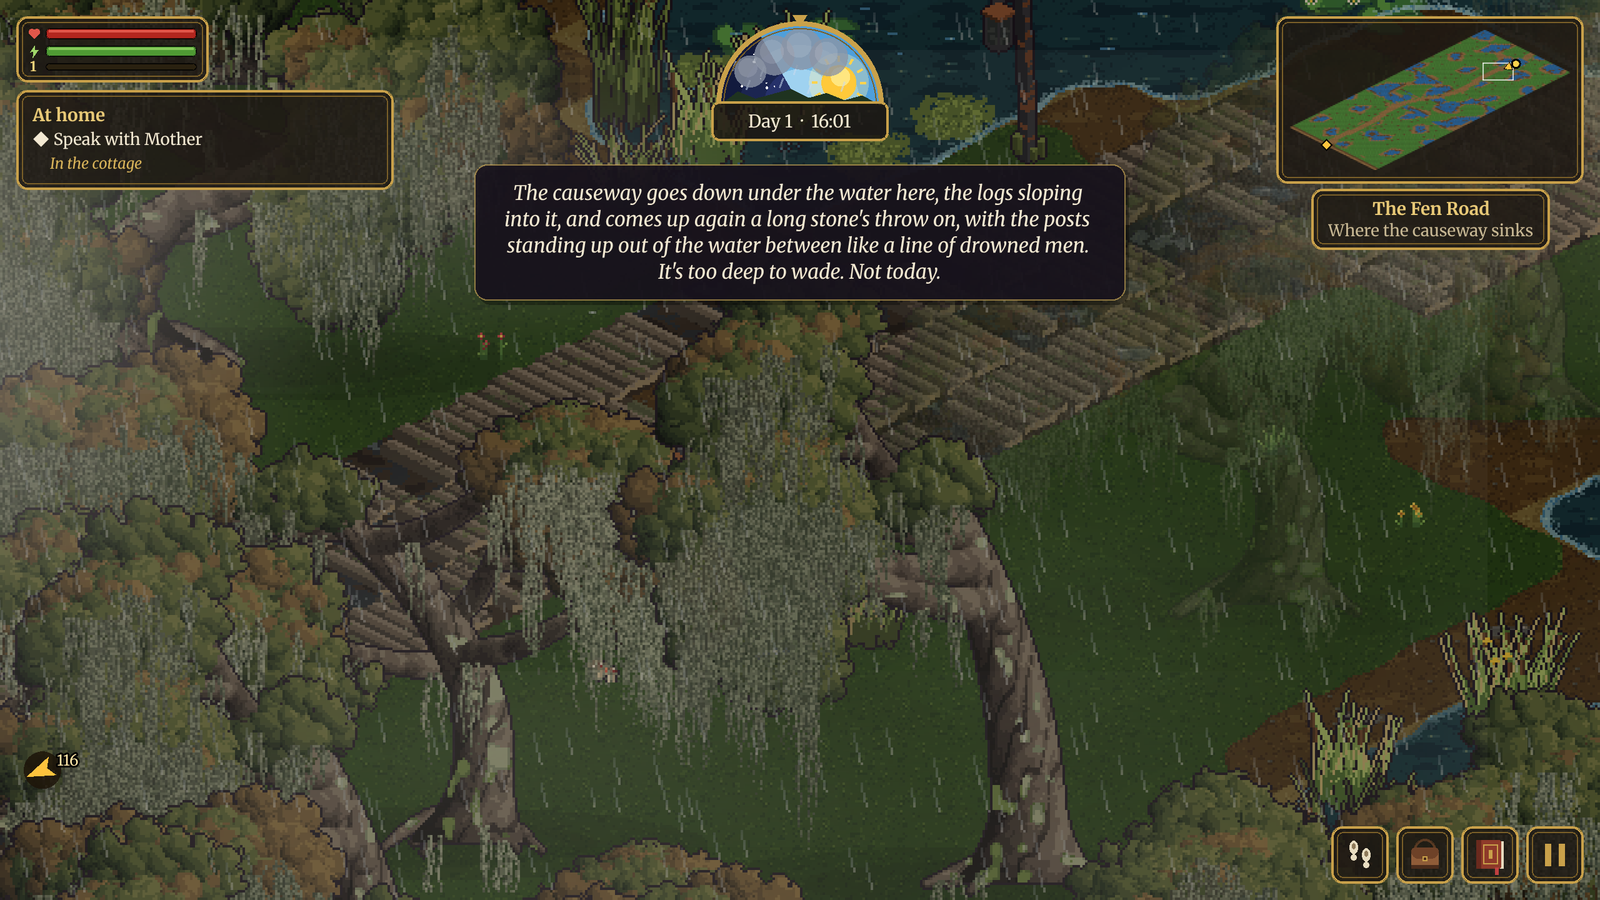 1
At home
Speak with Mother
In the cottage
Day 1 · 16:01
The causeway goes down under the water here, the logs sloping
into it, and comes up again a long stone's throw on, with the posts
standing up out of the water between like a line of drowned men.
It's too deep to wade. Not today.
The Fen Road
Where the causeway sinks
116